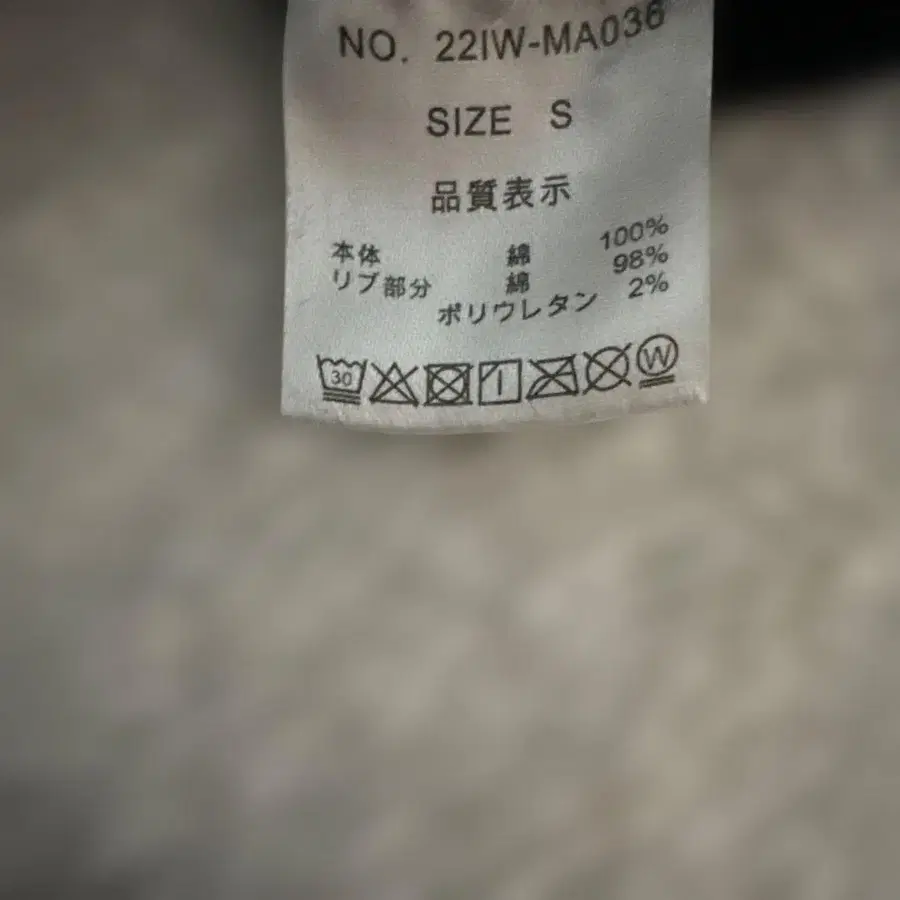 NO. 22IW-MA036
SIZE S
品質表示
本体 綿 100%
リブ部分 綿 98%
ポリウレタン 2%
30 W